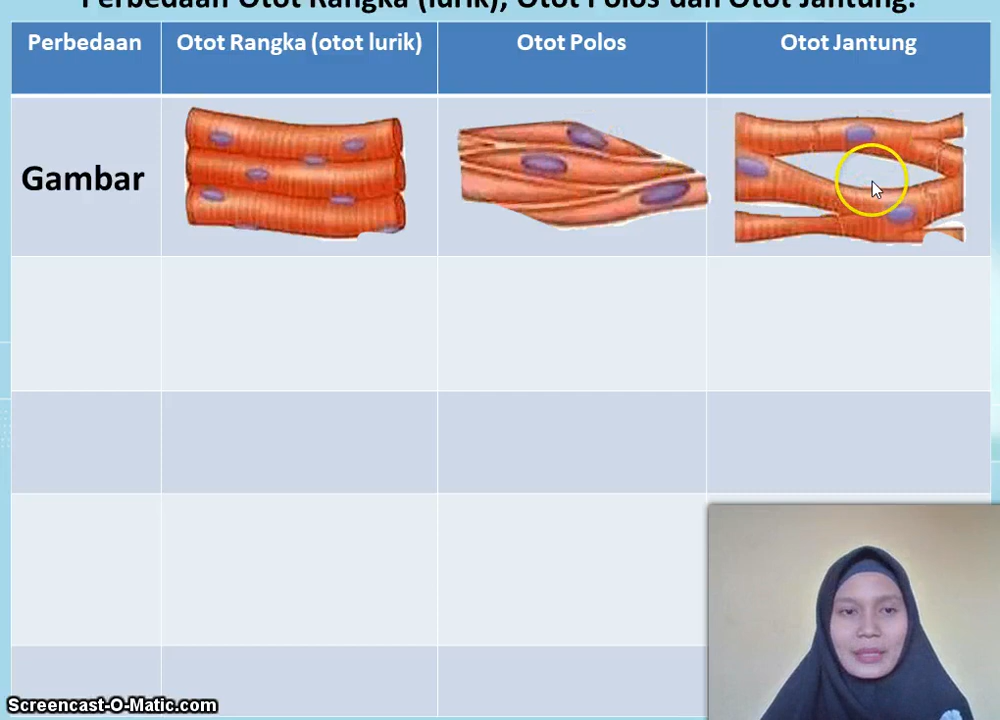 Perbedaan Otot Rangka (lurik), Otot Polos dan Otot Jantung.
Perbedaan
Otot Rangka (otot lurik)
Otot Polos
Otot Jantung
Gambar
Screencast-O-Matic.com